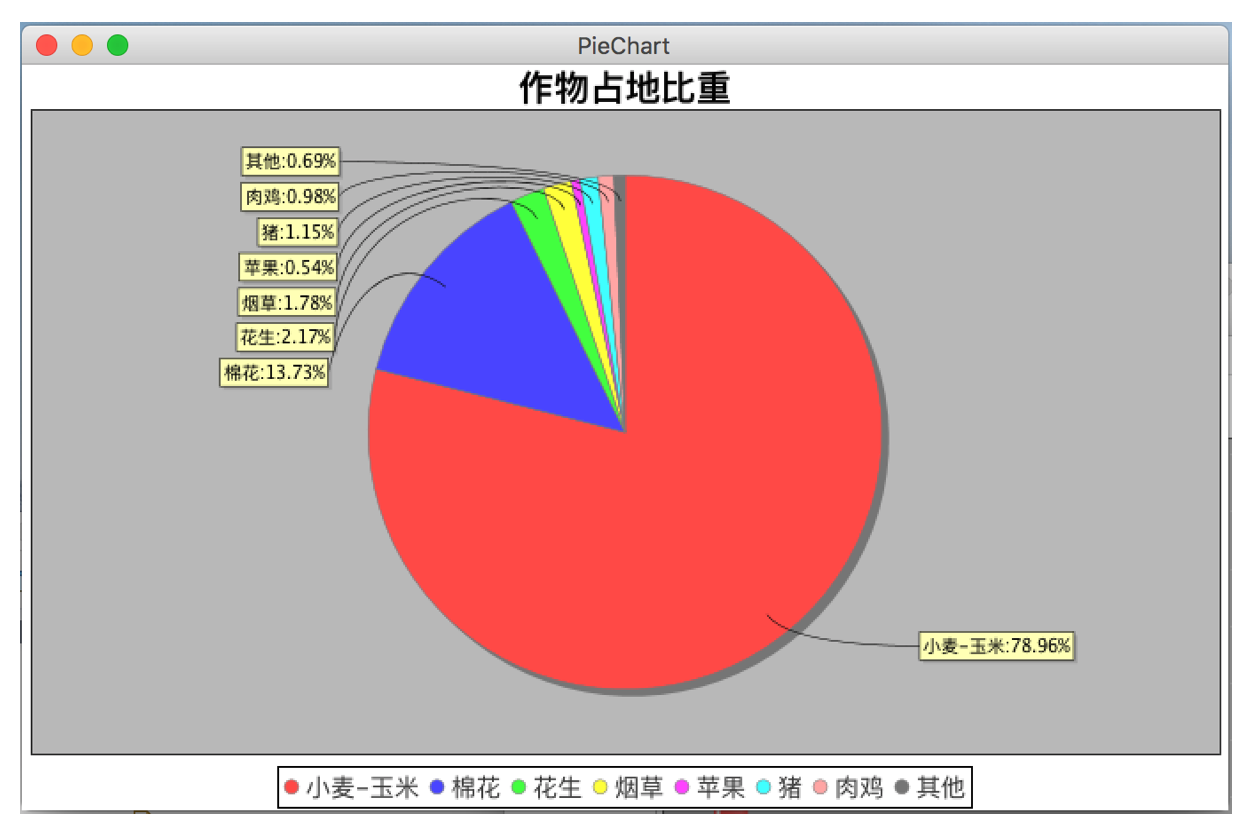 PieChart
作物占地比重
其他:0.69%
肉鸡:0.98%
猪:1.15%
苹果:0.54%
烟草:1.78%
花生:2.17%
棉花:13.73%
小麦-玉米:78.96%
小麦-玉米 棉花 花生 烟草 苹果 猪 肉鸡 其他